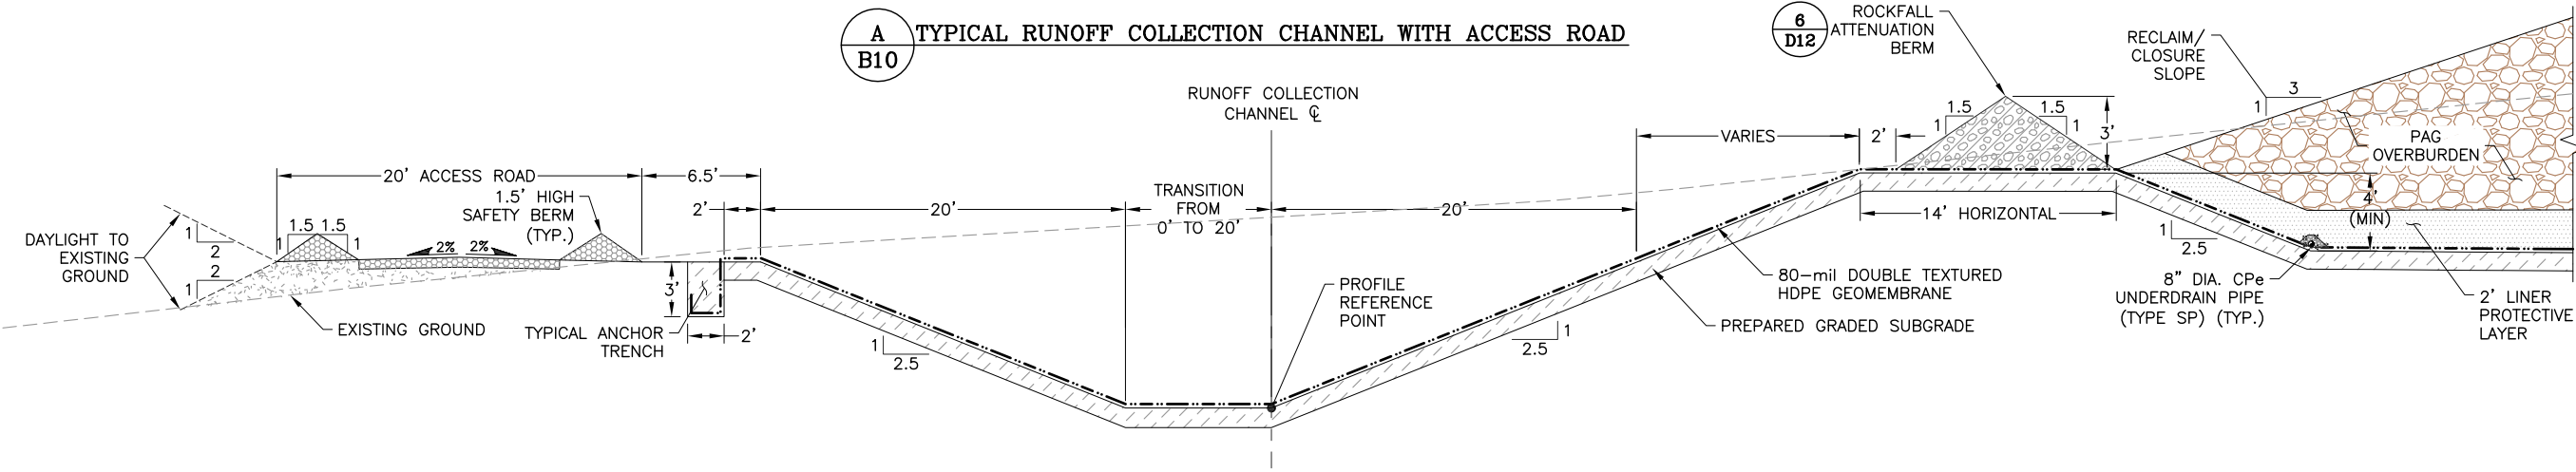 A
B10
TYPICAL RUNOFF COLLECTION CHANNEL WITH ACCESS ROAD
6
D12
ROCKFALL
ATTENUATION
BERM
RECLAIM/
CLOSURE
SLOPE
1
3
RUNOFF COLLECTION
CHANNEL ℄
1.5
1
1.5
1
3'
VARIES
2'
PAG
OVERBURDEN
20' ACCESS ROAD
6.5'
1.5' HIGH
SAFETY BERM
(TYP.)
2'
20'
TRANSITION
FROM
0' TO 20'
20'
14' HORIZONTAL
4'
(MIN)
DAYLIGHT TO
EXISTING
GROUND
1
2
2
1
1
1.5
1.5
1
2%
2%
1
2.5
3'
EXISTING GROUND
TYPICAL ANCHOR
TRENCH
2'
1
2.5
PROFILE
REFERENCE
POINT
1
2.5
80-mil DOUBLE TEXTURED
HDPE GEOMEMBRANE
PREPARED GRADED SUBGRADE
8" DIA. CPe
UNDERDRAIN PIPE
(TYPE SP) (TYP.)
2' LINER
PROTECTIVE
LAYER